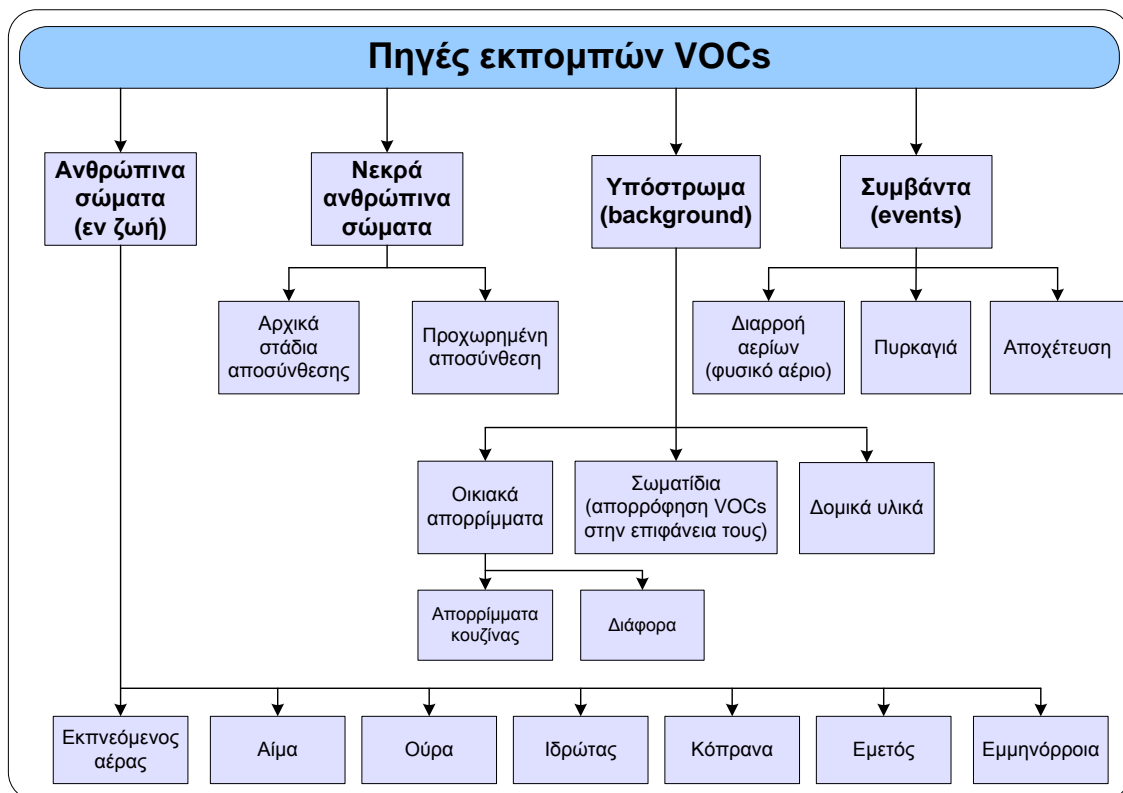 Πηγές εκπομπών VOCs
Ανθρώπινα
σώματα
(εν ζωή)
Νεκρά
ανθρώπινα
σώματα
Υπόστρωμα
(background)
Συμβάντα
(events)
Αρχικά
στάδια
αποσύνθεσης
Προχωρημένη
αποσύνθεση
Διαρροή
αερίων
(φυσικό αέριο)
Πυρκαγιά
Αποχέτευση
Οικιακά
απορρίμματα
Σωματίδια
(απορρόφηση VOCs
στην επιφάνεια τους)
Δομικά υλικά
Απορρίμματα
κουζίνας
Διάφορα
Εκπνεόμενος
αέρας
Αίμα
Ούρα
Ιδρώτας
Κόπρανα
Εμετός
Εμμηνόρροια